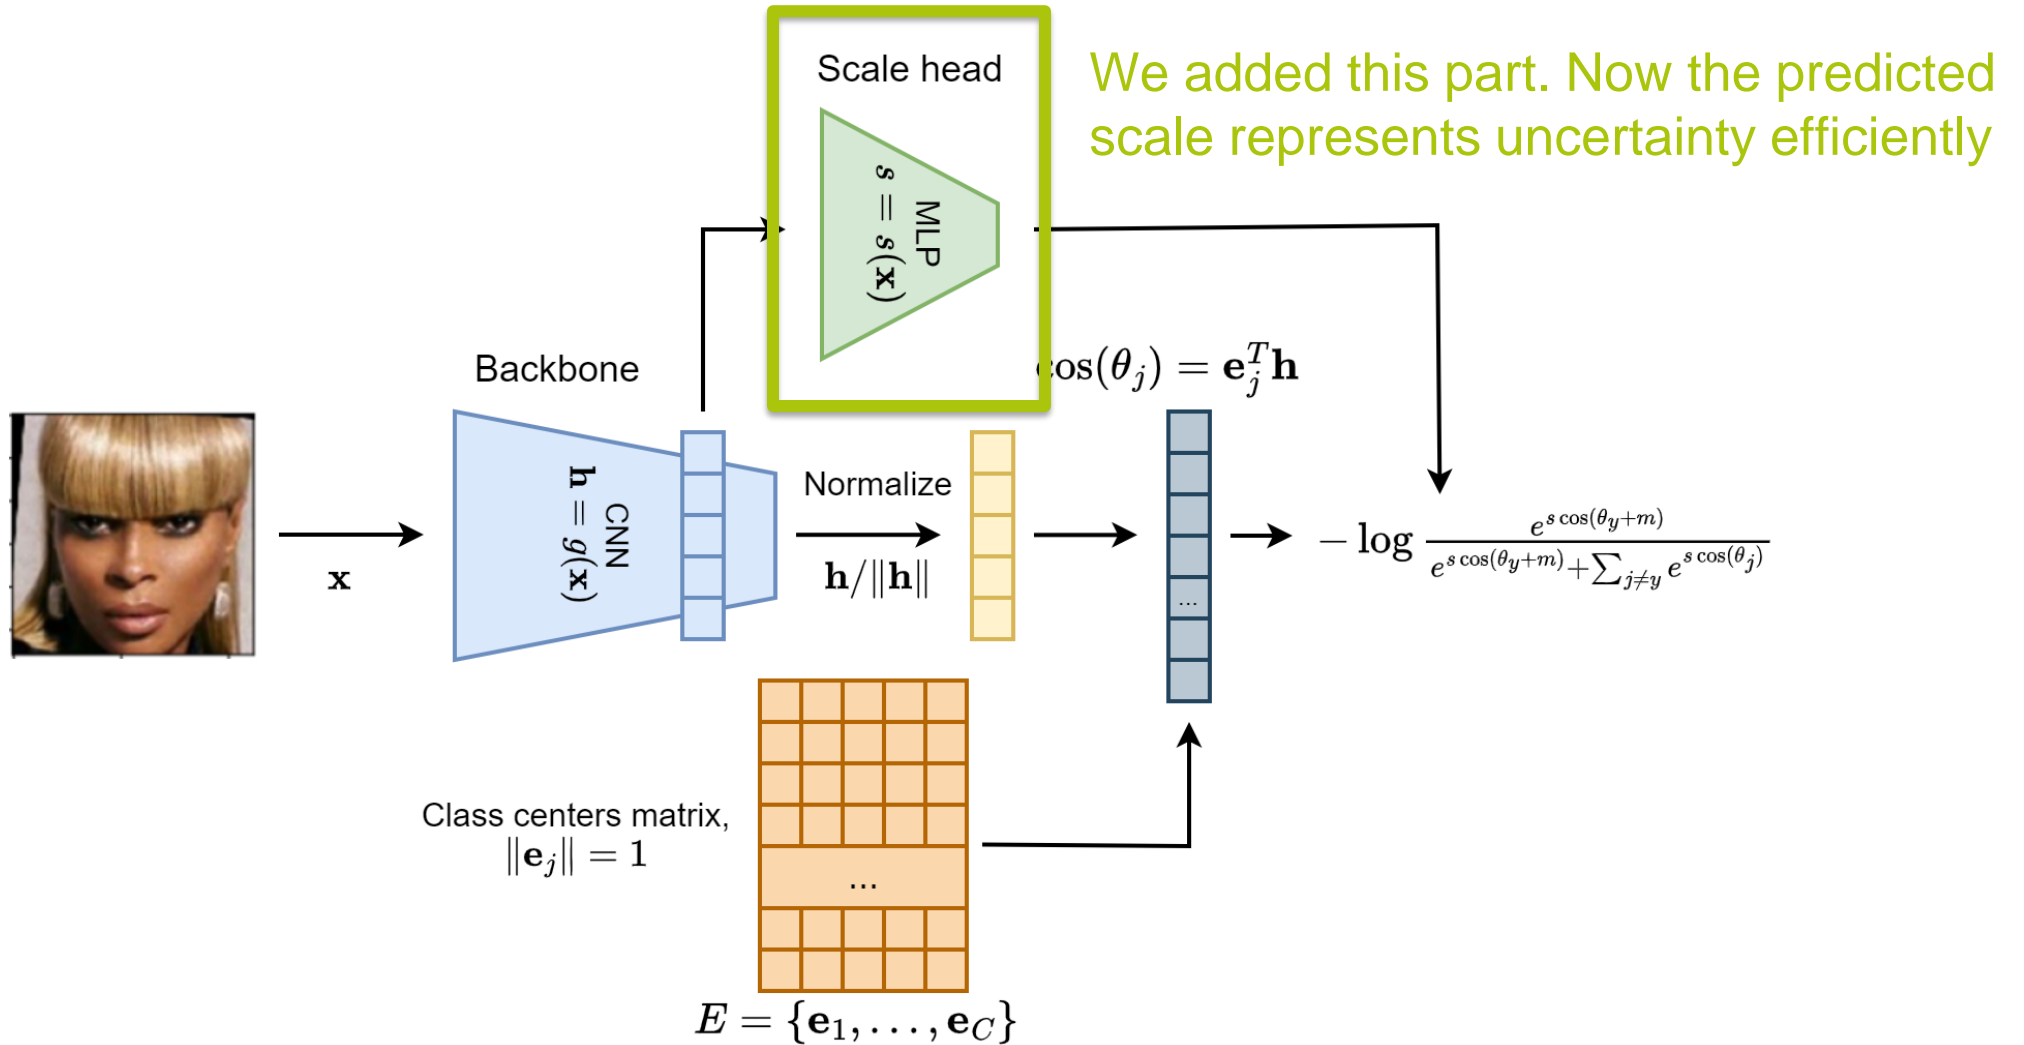 Scale head
We added this part. Now the predicted
scale represents uncertainty efficiently
MLP
s = s(x)
Backbone
cos(θ_j) = e_j^T h
CNN
h = g(x)
Normalize
x
h/‖h‖
...
− log e^{s cos(θ_y+m)} / (e^{s cos(θ_y+m)} + ∑_{j≠y} e^{s cos(θ_j)})
Class centers matrix,
‖e_j‖ = 1
...
E = {e_1, . . . , e_C}